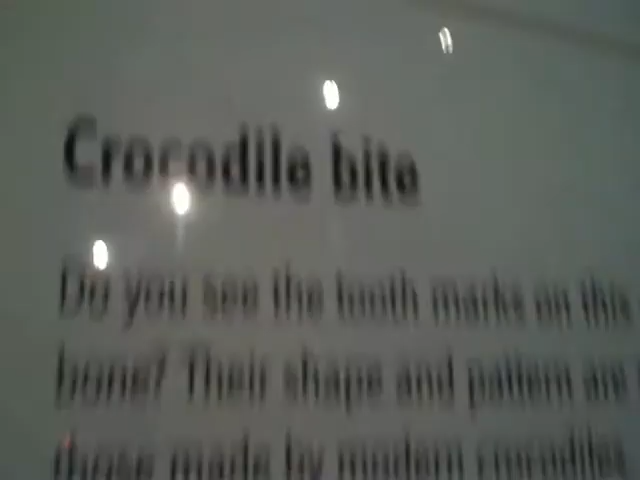 Crocodile bite
Do you see the tooth marks on this
bone? Their shape and pattern are
those made by modern crocodiles